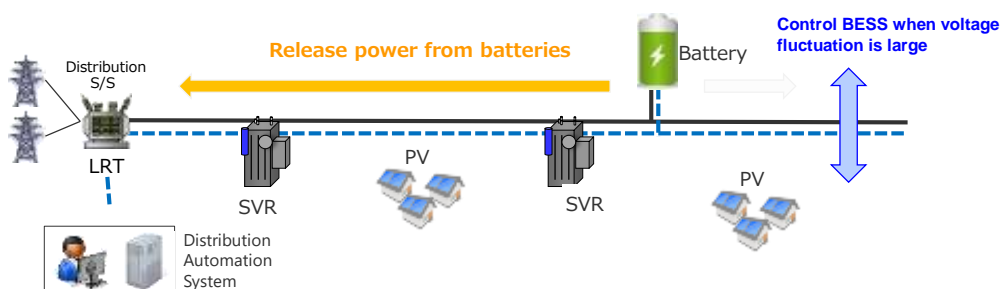 Control BESS when voltage
fluctuation is large
Release power from batteries
Battery
Distribution
S/S
LRT
PV
SVR
SVR
PV
Distribution
Automation
System